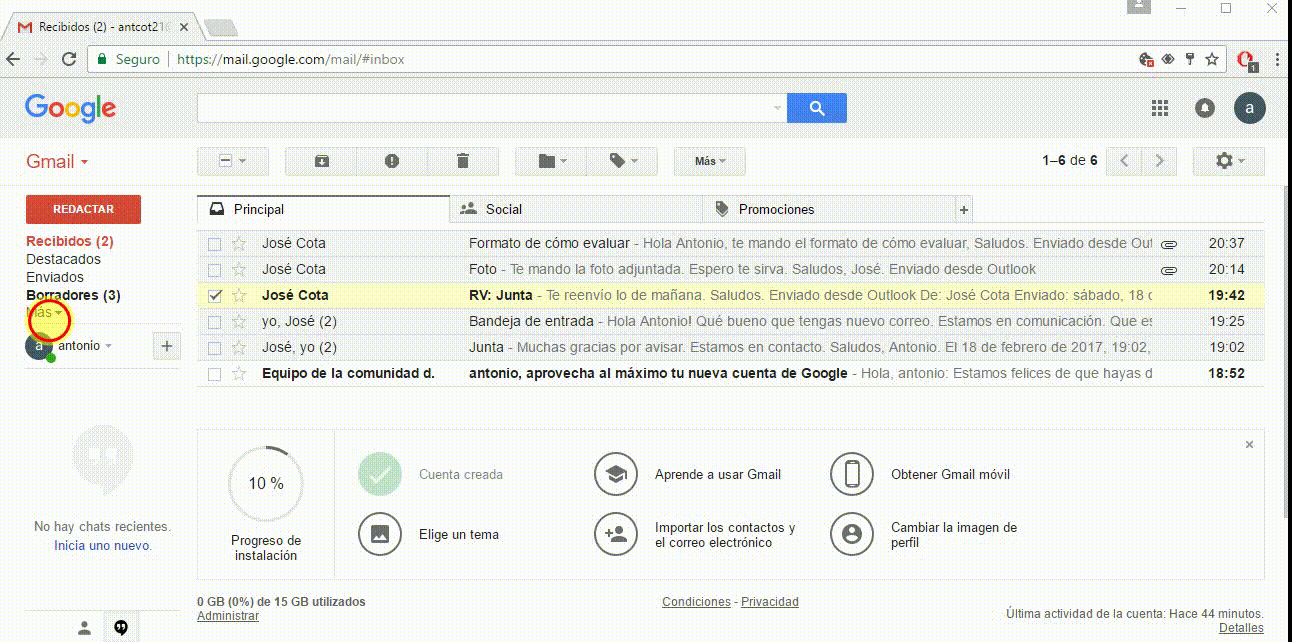 Recibidos (2) - antcot21
Seguro | https://mail.google.com/mail/#inbox
1
Google
a
Gmail
Más
1–6 de 6
REDACTAR
Principal
Social
Promociones
+
Recibidos (2)
Destacados
Enviados
Borradores (3)
Más
a antonio
+
José Cota Formato de cómo evaluar - Hola Antonio, te mando el formato de cómo evaluar, Saludos. Enviado desde Out 20:37
José Cota Foto - Te mando la foto adjuntada. Espero te sirva. Saludos, José. Enviado desde Outlook 20:14
José Cota RV: Junta - Te reenvío lo de mañana. Saludos. Enviado desde Outlook De: José Cota Enviado: sábado, 18 d 19:42
yo, José (2) Bandeja de entrada - Hola Antonio! Qué bueno que tengas nuevo correo. Estamos en comunicación. Que es 19:25
José, yo (2) Junta - Muchas gracias por avisar. Estamos en contacto. Saludos, Antonio. El 18 de febrero de 2017, 19:02, 19:02
Equipo de la comunidad d. antonio, aprovecha al máximo tu nueva cuenta de Google - Hola, antonio: Estamos felices de que hayas d 18:52
No hay chats recientes.
Inicia uno nuevo.
10 %
Progreso de
instalación
Cuenta creada
Aprende a usar Gmail
Obtener Gmail móvil
Elige un tema
Importar los contactos y
el correo electrónico
Cambiar la imagen de
perfil
0 GB (0%) de 15 GB utilizados
Administrar
Condiciones - Privacidad
Última actividad de la cuenta: Hace 44 minutos.
Detalles